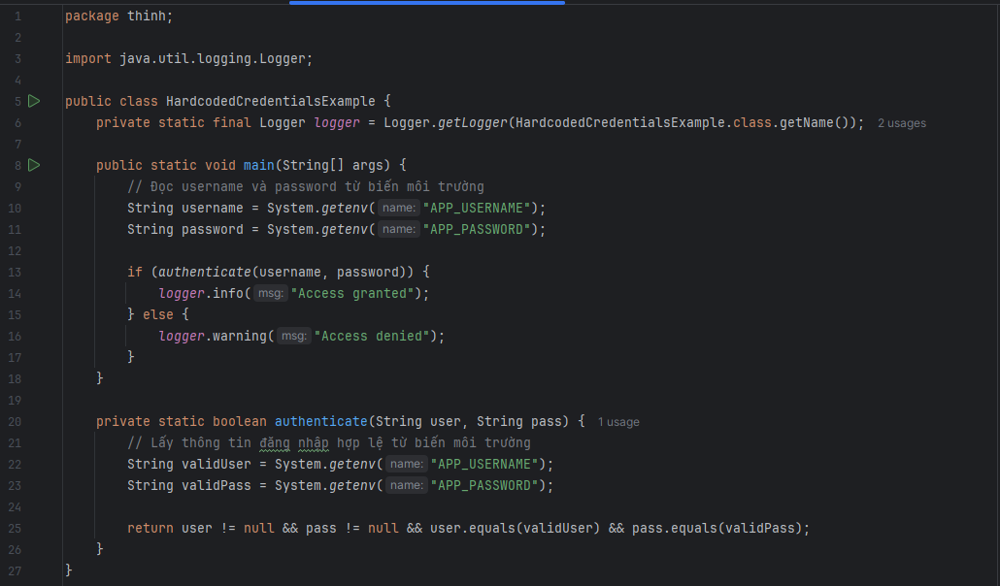 1 package thinh;
2
3 import java.util.logging.Logger;
4
5 public class HardcodedCredentialsExample {
6 private static final Logger logger = Logger.getLogger(HardcodedCredentialsExample.class.getName()); 2 usages
7
8 public static void main(String[] args) {
9 // Đọc username và password từ biến môi trường
10 String username = System.getenv( name: "APP_USERNAME");
11 String password = System.getenv( name: "APP_PASSWORD");
12
13 if (authenticate(username, password)) {
14 logger.info( msg: "Access granted");
15 } else {
16 logger.warning( msg: "Access denied");
17 }
18 }
19
20 private static boolean authenticate(String user, String pass) { 1 usage
21 // Lấy thông tin đăng nhập hợp lệ từ biến môi trường
22 String validUser = System.getenv( name: "APP_USERNAME");
23 String validPass = System.getenv( name: "APP_PASSWORD");
24
25 return user != null && pass != null && user.equals(validUser) && pass.equals(validPass);
26 }
27 }